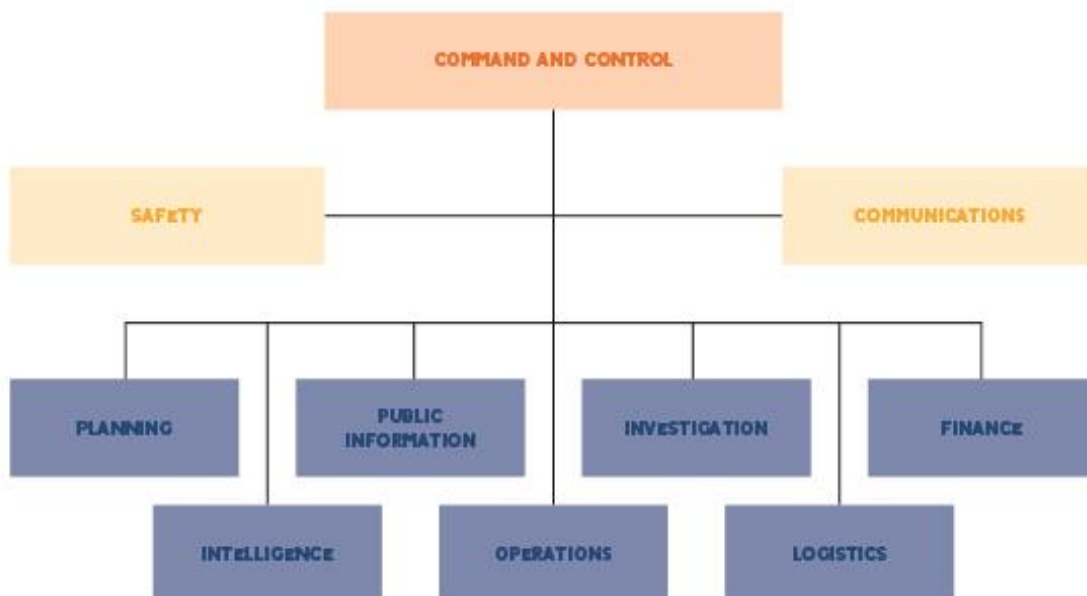 COMMAND AND CONTROL
SAFETY
COMMUNICATIONS
PLANNING
PUBLIC
INFORMATION
INVESTIGATION
FINANCE
INTELLIGENCE
OPERATIONS
LOGISTICS